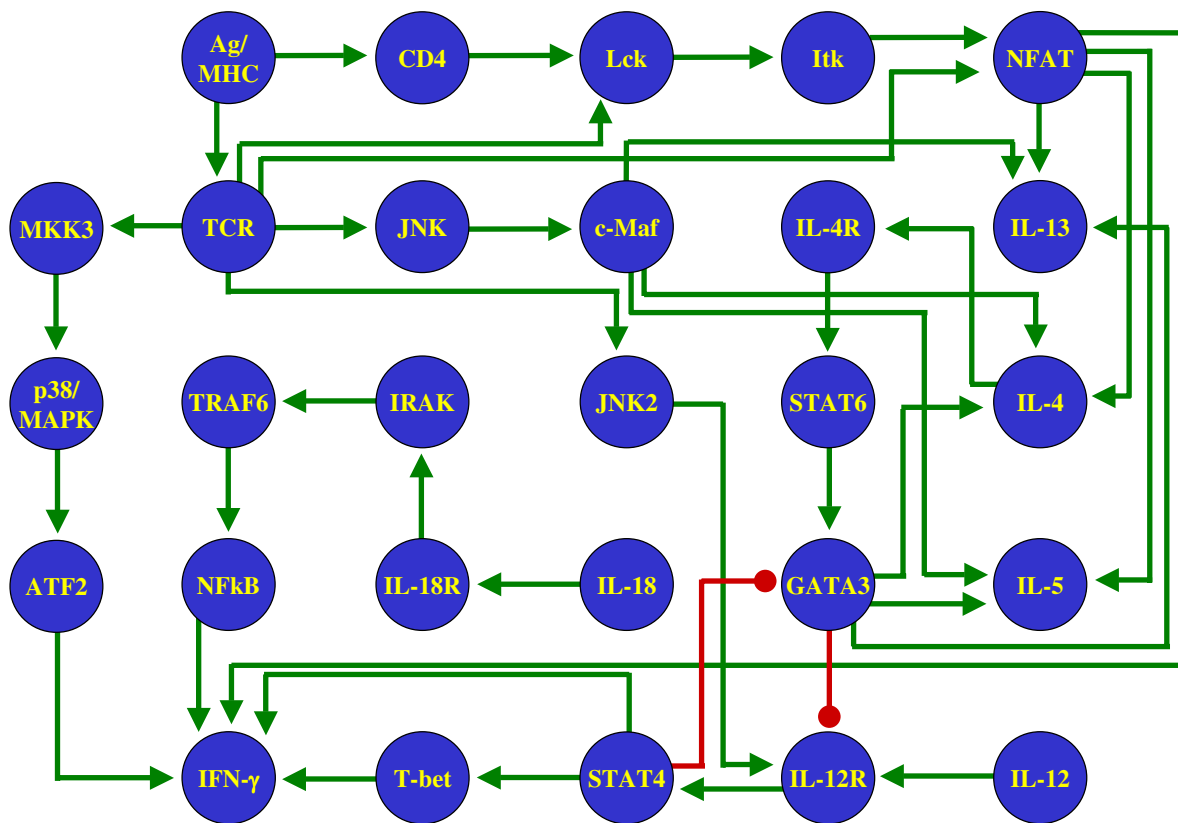 Ag/
MHC
CD4
Lck
Itk
NFAT
MKK3
TCR
JNK
c-Maf
IL-4R
IL-13
p38/
MAPK
TRAF6
IRAK
JNK2
STAT6
IL-4
ATF2
NFkB
IL-18R
IL-18
GATA3
IL-5
IFN-γ
T-bet
STAT4
IL-12R
IL-12